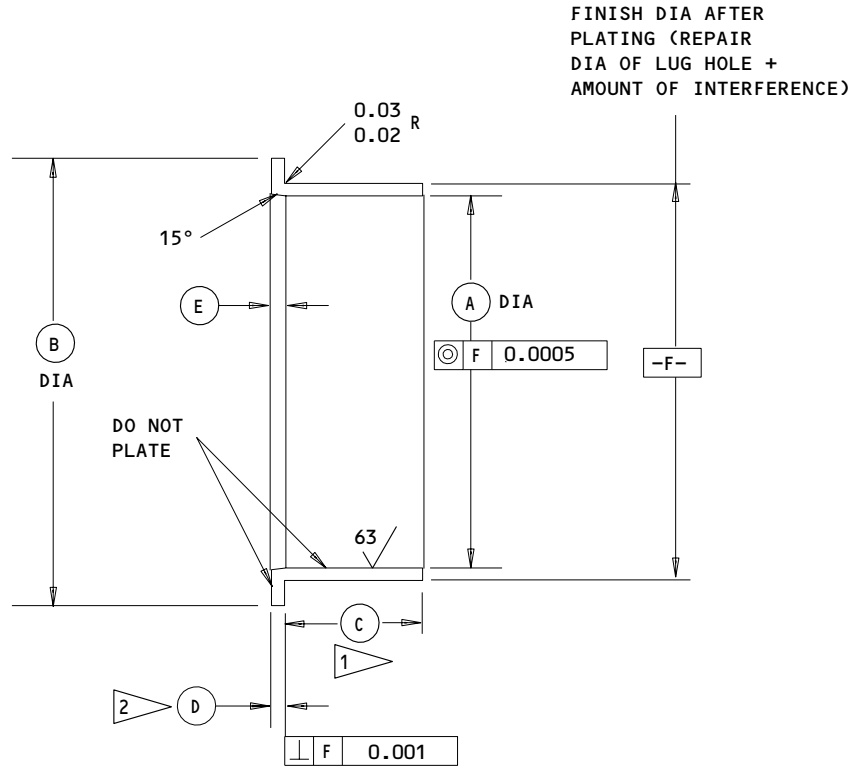 FINISH DIA AFTER
PLATING (REPAIR
DIA OF LUG HOLE +
AMOUNT OF INTERFERENCE)
0.03
0.02 R
15°
E
A DIA
B
DIA
F 0.0005
-F-
DO NOT
PLATE
63
C
1
2 D
⊥ F 0.001